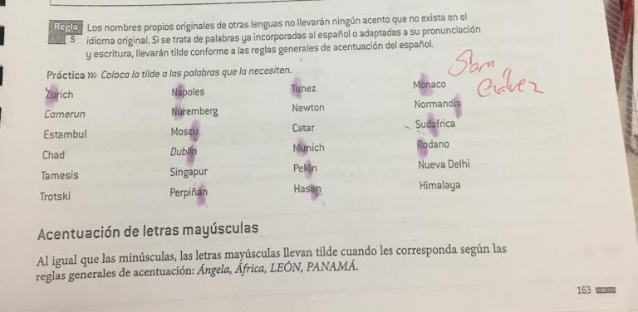 Regla 5
Los nombres propios originales de otras lenguas no llevarán ningún acento que no exista en el
idioma original. Si se trata de palabras ya incorporadas al español o adaptadas a su pronunciación
y escritura, llevarán tilde conforme a las reglas generales de acentuación del español.
Práctica >>> Coloca la tilde a las palabras que la necesiten.
Sara
Chávez
Zurich Napoles Tunez Monaco
Camerun Nuremberg Newton Normandia
Estambul Moscu Catar Sudafrica
Chad Dublin Munich Rodano
Tamesis Singapur Pekin Nueva Delhi
Trotski Perpiñan Hasan Himalaya
Acentuación de letras mayúsculas
Al igual que las minúsculas, las letras mayúsculas llevan tilde cuando les corresponda según las
reglas generales de acentuación: Ángela, África, LEÓN, PANAMÁ.
163